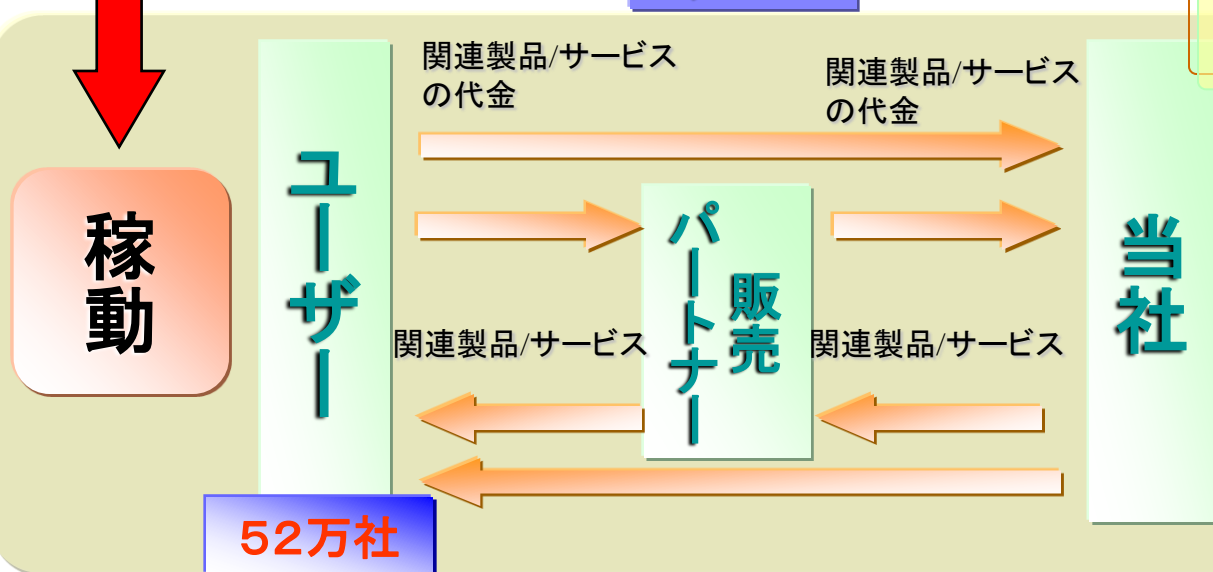 関連製品/サービス
の代金
関連製品/サービス
の代金
稼動
ユーザー
販売
パートナー
当社
関連製品/サービス
関連製品/サービス
５２万社